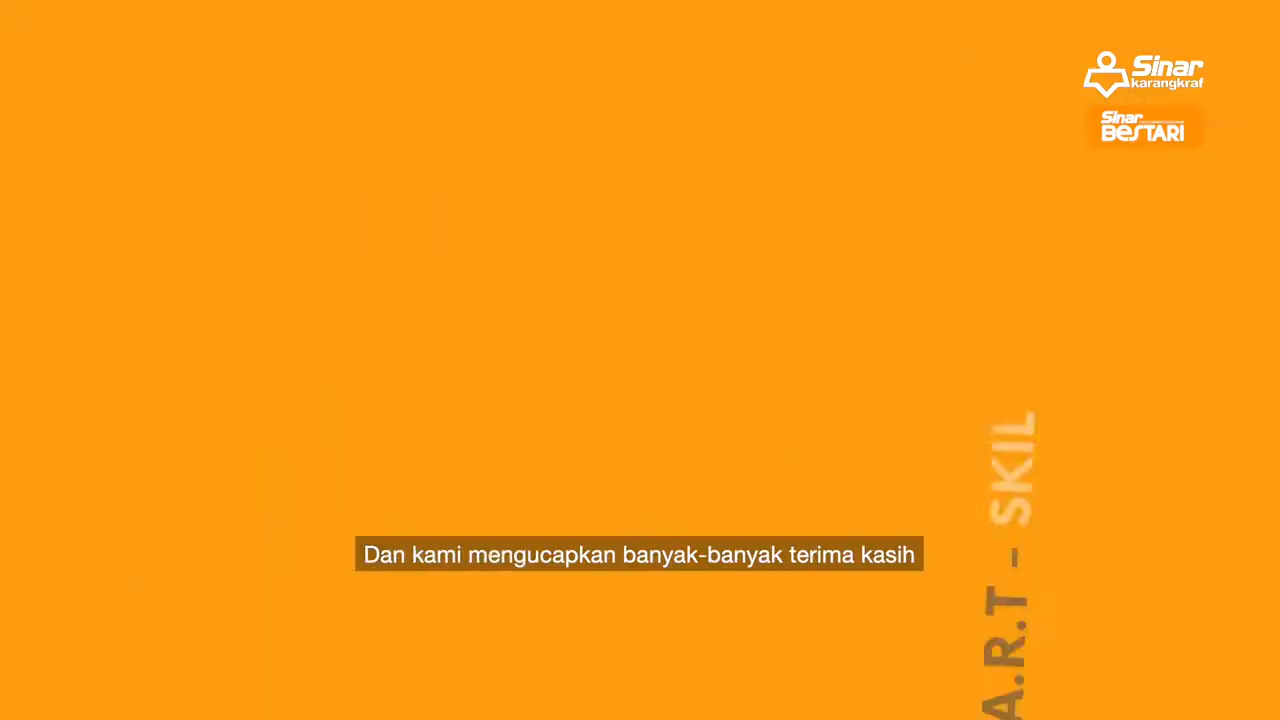 Sinar
karangkraf
Sinar
BESTARI
Dan kami mengucapkan banyak-banyak terima kasih
A.R.T - SKIL